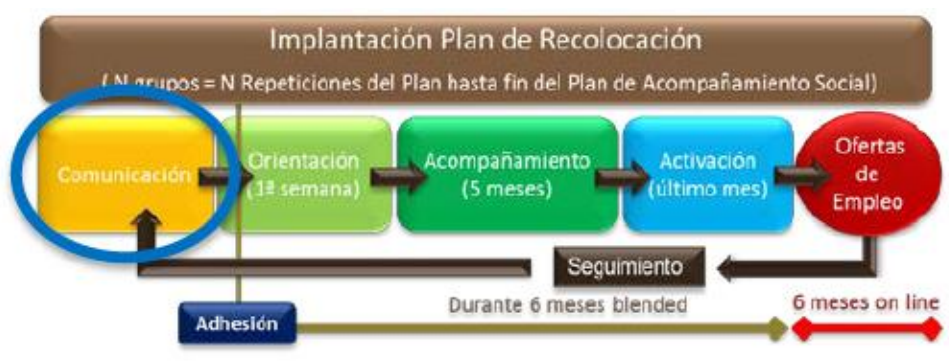 Implantación Plan de Recolocación
( N grupos = N Repeticiones del Plan hasta fin del Plan de Acompañamiento Social)
Comunicación
Orientación
(1ª semana)
Acompañamiento
(5 meses)
Activación
(último mes)
Ofertas
de
Empleo
Seguimiento
Durante 6 meses blended
6 meses on line
Adhesión